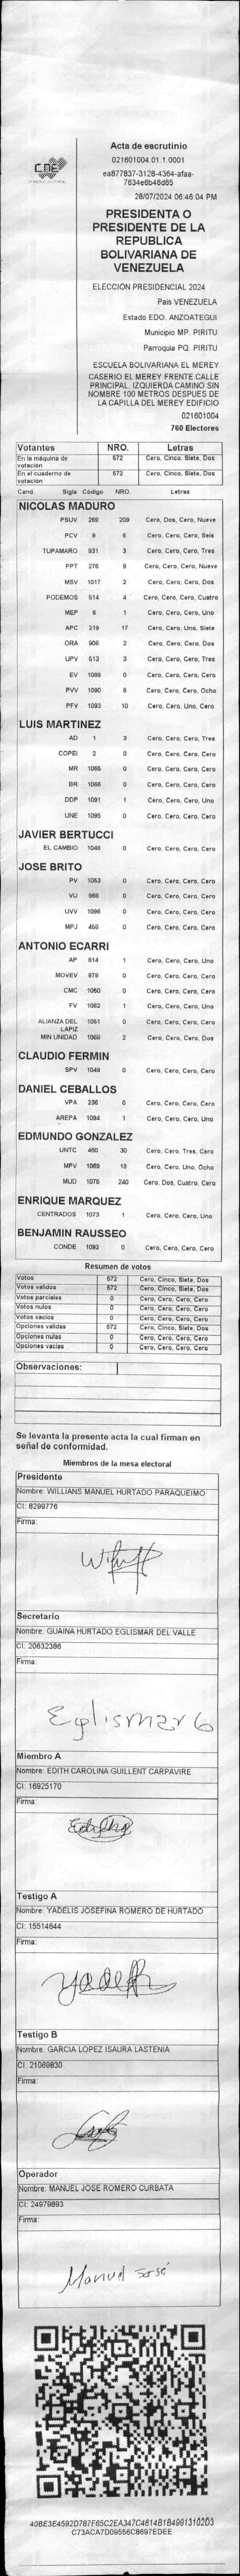 CNE
Acta de escrutinio
021601004.01.1.0001
ea877837-3128-4364-afaa-
7634e6b46d65
28/07/2024 06:46:04 PM
PRESIDENTA O
PRESIDENTE DE LA
REPUBLICA
BOLIVARIANA DE
VENEZUELA
ELECCIÓN PRESIDENCIAL 2024
Pais VENEZUELA
Estado EDO. ANZOATEGUI
Municipio MP. PIRITU
Parroquia PQ. PIRITU
ESCUELA BOLIVARIANA EL MEREY
CASERIO EL MEREY FRENTE CALLE
PRINCIPAL. IZQUIERDA CAMINO SIN
NOMBRE 100 METROS DESPUES DE
LA CAPILLA DEL MEREY EDIFICIO
021601004
760 Electores
Votantes NRO. Letras
En la máquina de votación 572 Cero, Cinco, Siete, Dos
En el cuaderno de votación 572 Cero, Cinco, Siete, Dos
Cand. Sigla Código NRO. Letras
NICOLAS MADURO
PSUV 269 209 Cero, Dos, Cero, Nueve
PCV 9 6 Cero, Cero, Cero, Seis
TUPAMARO 931 3 Cero, Cero, Cero, Tres
PPT 276 9 Cero, Cero, Cero, Nueve
MSV 1017 2 Cero, Cero, Cero, Dos
PODEMOS 514 4 Cero, Cero, Cero, Cuatro
MEP 6 1 Cero, Cero, Cero, Uno
APC 219 17 Cero, Cero, Uno, Siete
ORA 906 2 Cero, Cero, Cero, Dos
UPV 513 3 Cero, Cero, Cero, Tres
EV 1089 0 Cero, Cero, Cero, Cero
PVV 1090 8 Cero, Cero, Cero, Ocho
PFV 1093 10 Cero, Cero, Uno, Cero
LUIS MARTINEZ
AD 1 3 Cero, Cero, Cero, Tres
COPEI 2 0 Cero, Cero, Cero, Cero
MR 1065 0 Cero, Cero, Cero, Cero
BR 1066 0 Cero, Cero, Cero, Cero
DDP 1091 1 Cero, Cero, Cero, Uno
UNE 1095 0 Cero, Cero, Cero, Cero
JAVIER BERTUCCI
EL CAMBIO 1048 0 Cero, Cero, Cero, Cero
JOSE BRITO
PV 1053 0 Cero, Cero, Cero, Cero
VU 868 0 Cero, Cero, Cero, Cero
UVV 1096 0 Cero, Cero, Cero, Cero
MPJ 458 0 Cero, Cero, Cero, Cero
ANTONIO ECARRI
AP 814 1 Cero, Cero, Cero, Uno
MOVEV 678 0 Cero, Cero, Cero, Cero
CMC 1050 0 Cero, Cero, Cero, Cero
FV 1062 1 Cero, Cero, Cero, Uno
ALIANZA DEL LAPIZ 1051 0 Cero, Cero, Cero, Cero
MIN UNIDAD 1068 2 Cero, Cero, Cero, Dos
CLAUDIO FERMIN
SPV 1049 0 Cero, Cero, Cero, Cero
DANIEL CEBALLOS
VPA 236 0 Cero, Cero, Cero, Cero
AREPA 1094 1 Cero, Cero, Cero, Uno
EDMUNDO GONZALEZ
UNTC 460 30 Cero, Cero, Tres, Cero
MPV 1069 18 Cero, Cero, Uno, Ocho
MUD 1075 240 Cero, Dos, Cuatro, Cero
ENRIQUE MARQUEZ
CENTRADOS 1073 1 Cero, Cero, Cero, Uno
BENJAMIN RAUSSEO
CONDE 1092 0 Cero, Cero, Cero, Cero
Resumen de votos
Votos 572 Cero, Cinco, Siete, Dos
Votos validos 572 Cero, Cinco, Siete, Dos
Votos parciales 0 Cero, Cero, Cero, Cero
Votos nulos 0 Cero, Cero, Cero, Cero
Votos vacios 0 Cero, Cero, Cero, Cero
Opciones validas 572 Cero, Cinco, Siete, Dos
Opciones nulas 0 Cero, Cero, Cero, Cero
Opciones vacias 0 Cero, Cero, Cero, Cero
Observaciones:
Se levanta la presente acta la cual firman en
señal de conformidad.
Miembros de la mesa electoral
Presidente
Nombre: WILLIANS MANUEL HURTADO PARAQUEIMO
CI: 8299776
Firma:
Secretario
Nombre: GUAINA HURTADO EGLISMAR DEL VALLE
CI: 20632386
Firma:
Eglismar G
Miembro A
Nombre: EDITH CAROLINA GUILLENT CARPAVIRE
CI: 16925170
Firma:
Testigo A
Nombre: YADELIS JOSEFINA ROMERO DE HURTADO
CI: 15514644
Firma:
Testigo B
Nombre: GARCIA LOPEZ ISAURA LASTENIA
CI: 21069830
Firma:
Operador
Nombre: MANUEL JOSE ROMERO CURBATA
CI: 24979893
Firma:
Manuel José
40BE3E4592D787F65C2EA347C4614B1B49913102D3
C73ACA7D09556C8697EDEE